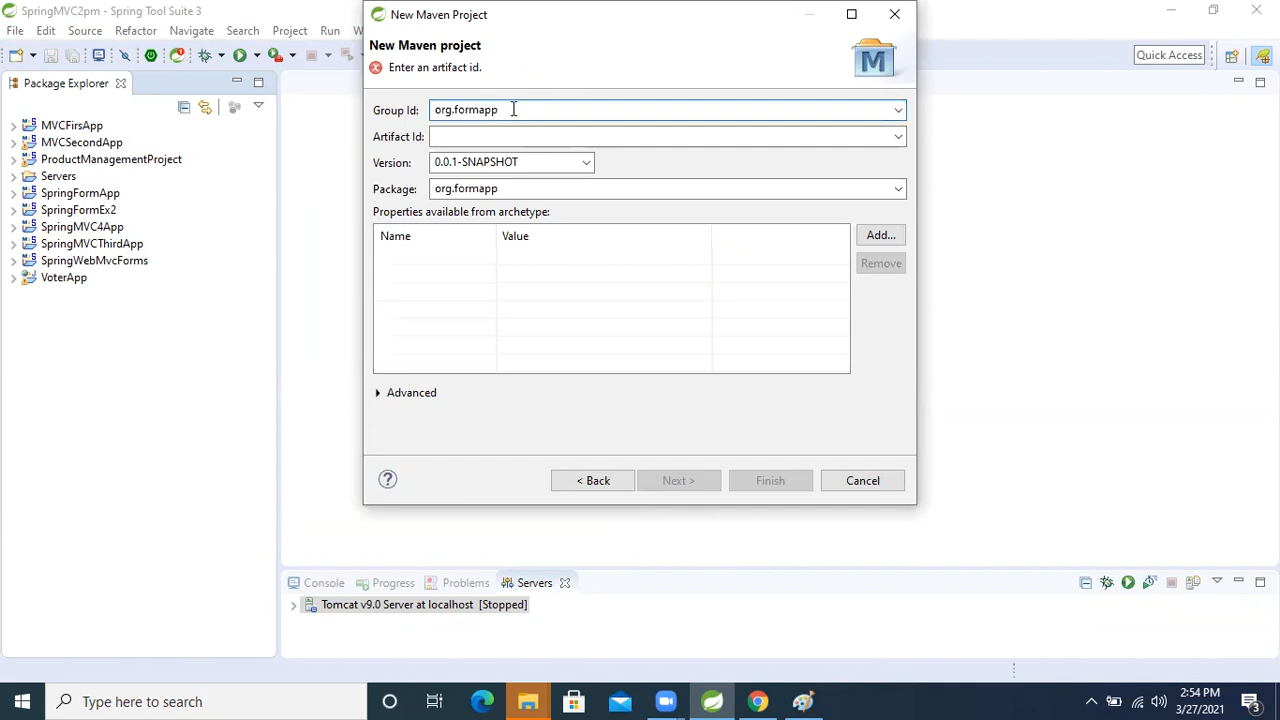 SpringMVC2pm - Spring Tool Suite 3
File Edit Source Refactor Navigate Search Project Run W
Quick Access
Package Explorer
MVCFirsApp
MVCSecondApp
ProductManagementProject
Servers
SpringFormApp
SpringFormEx2
SpringMVC4App
SpringMVCThirdApp
SpringWebMvcForms
VoterApp
New Maven Project
New Maven project
Enter an artifact id.
M
Group Id: org.formapp
Artifact Id:
Version: 0.0.1-SNAPSHOT
Package: org.formapp
Properties available from archetype:
Name Value
Add...
Remove
Advanced
? < Back Next > Finish Cancel
Console Progress Problems Servers
Tomcat v9.0 Server at localhost [Stopped]
Type here to search
2:54 PM
3/27/2021
3